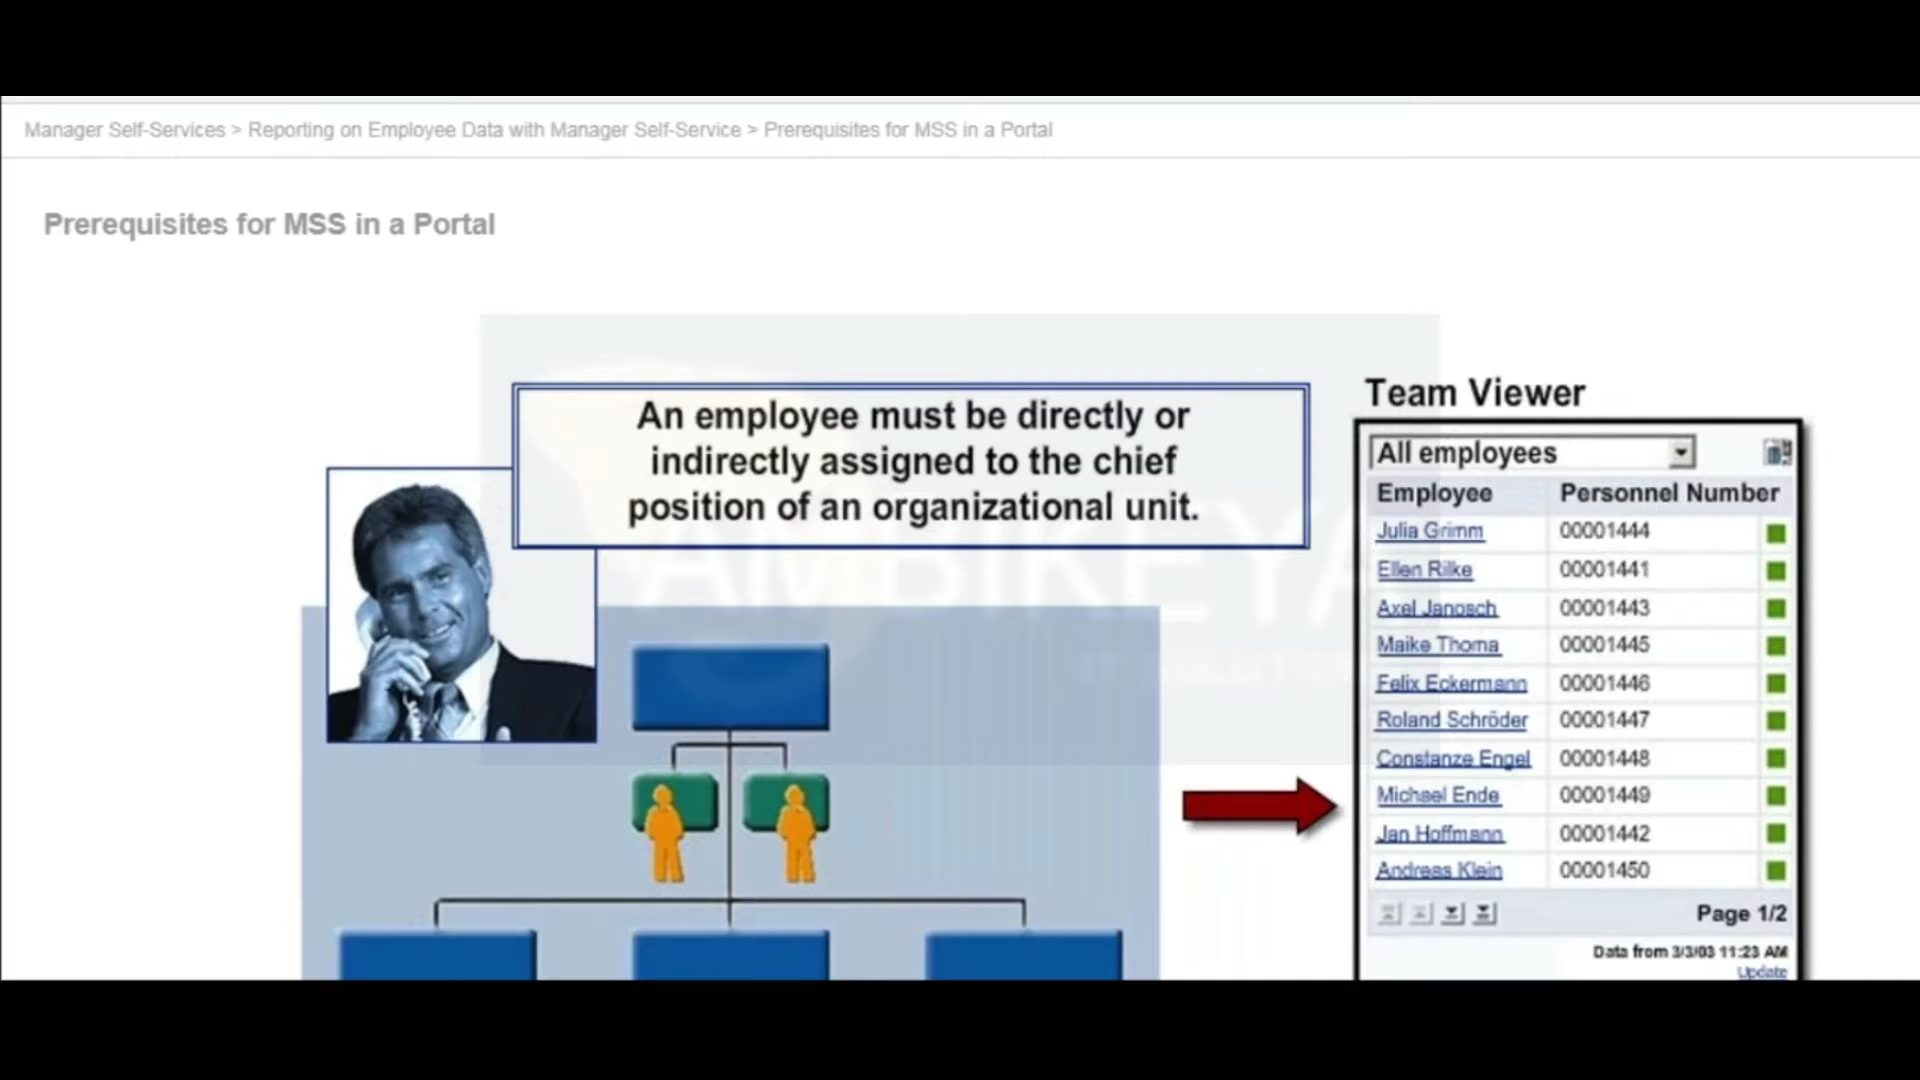 Manager Self-Services > Reporting on Employee Data with Manager Self-Service > Prerequisites for MSS in a Portal
Prerequisites for MSS in a Portal
An employee must be directly or
indirectly assigned to the chief
position of an organizational unit.
Team Viewer
All employees
Employee Personnel Number
Julia Grimm 00001444
Ellen Rilke 00001441
Axel Janosch 00001443
Maike Thoma 00001445
Felix Eckermann 00001446
Roland Schröder 00001447
Constanze Engel 00001448
Michael Ende 00001449
Jan Hoffmann 00001442
Andreas Klein 00001450
Page 1/2
Data from 3/3/03 11:23 AM
Update
AMBIKEYA